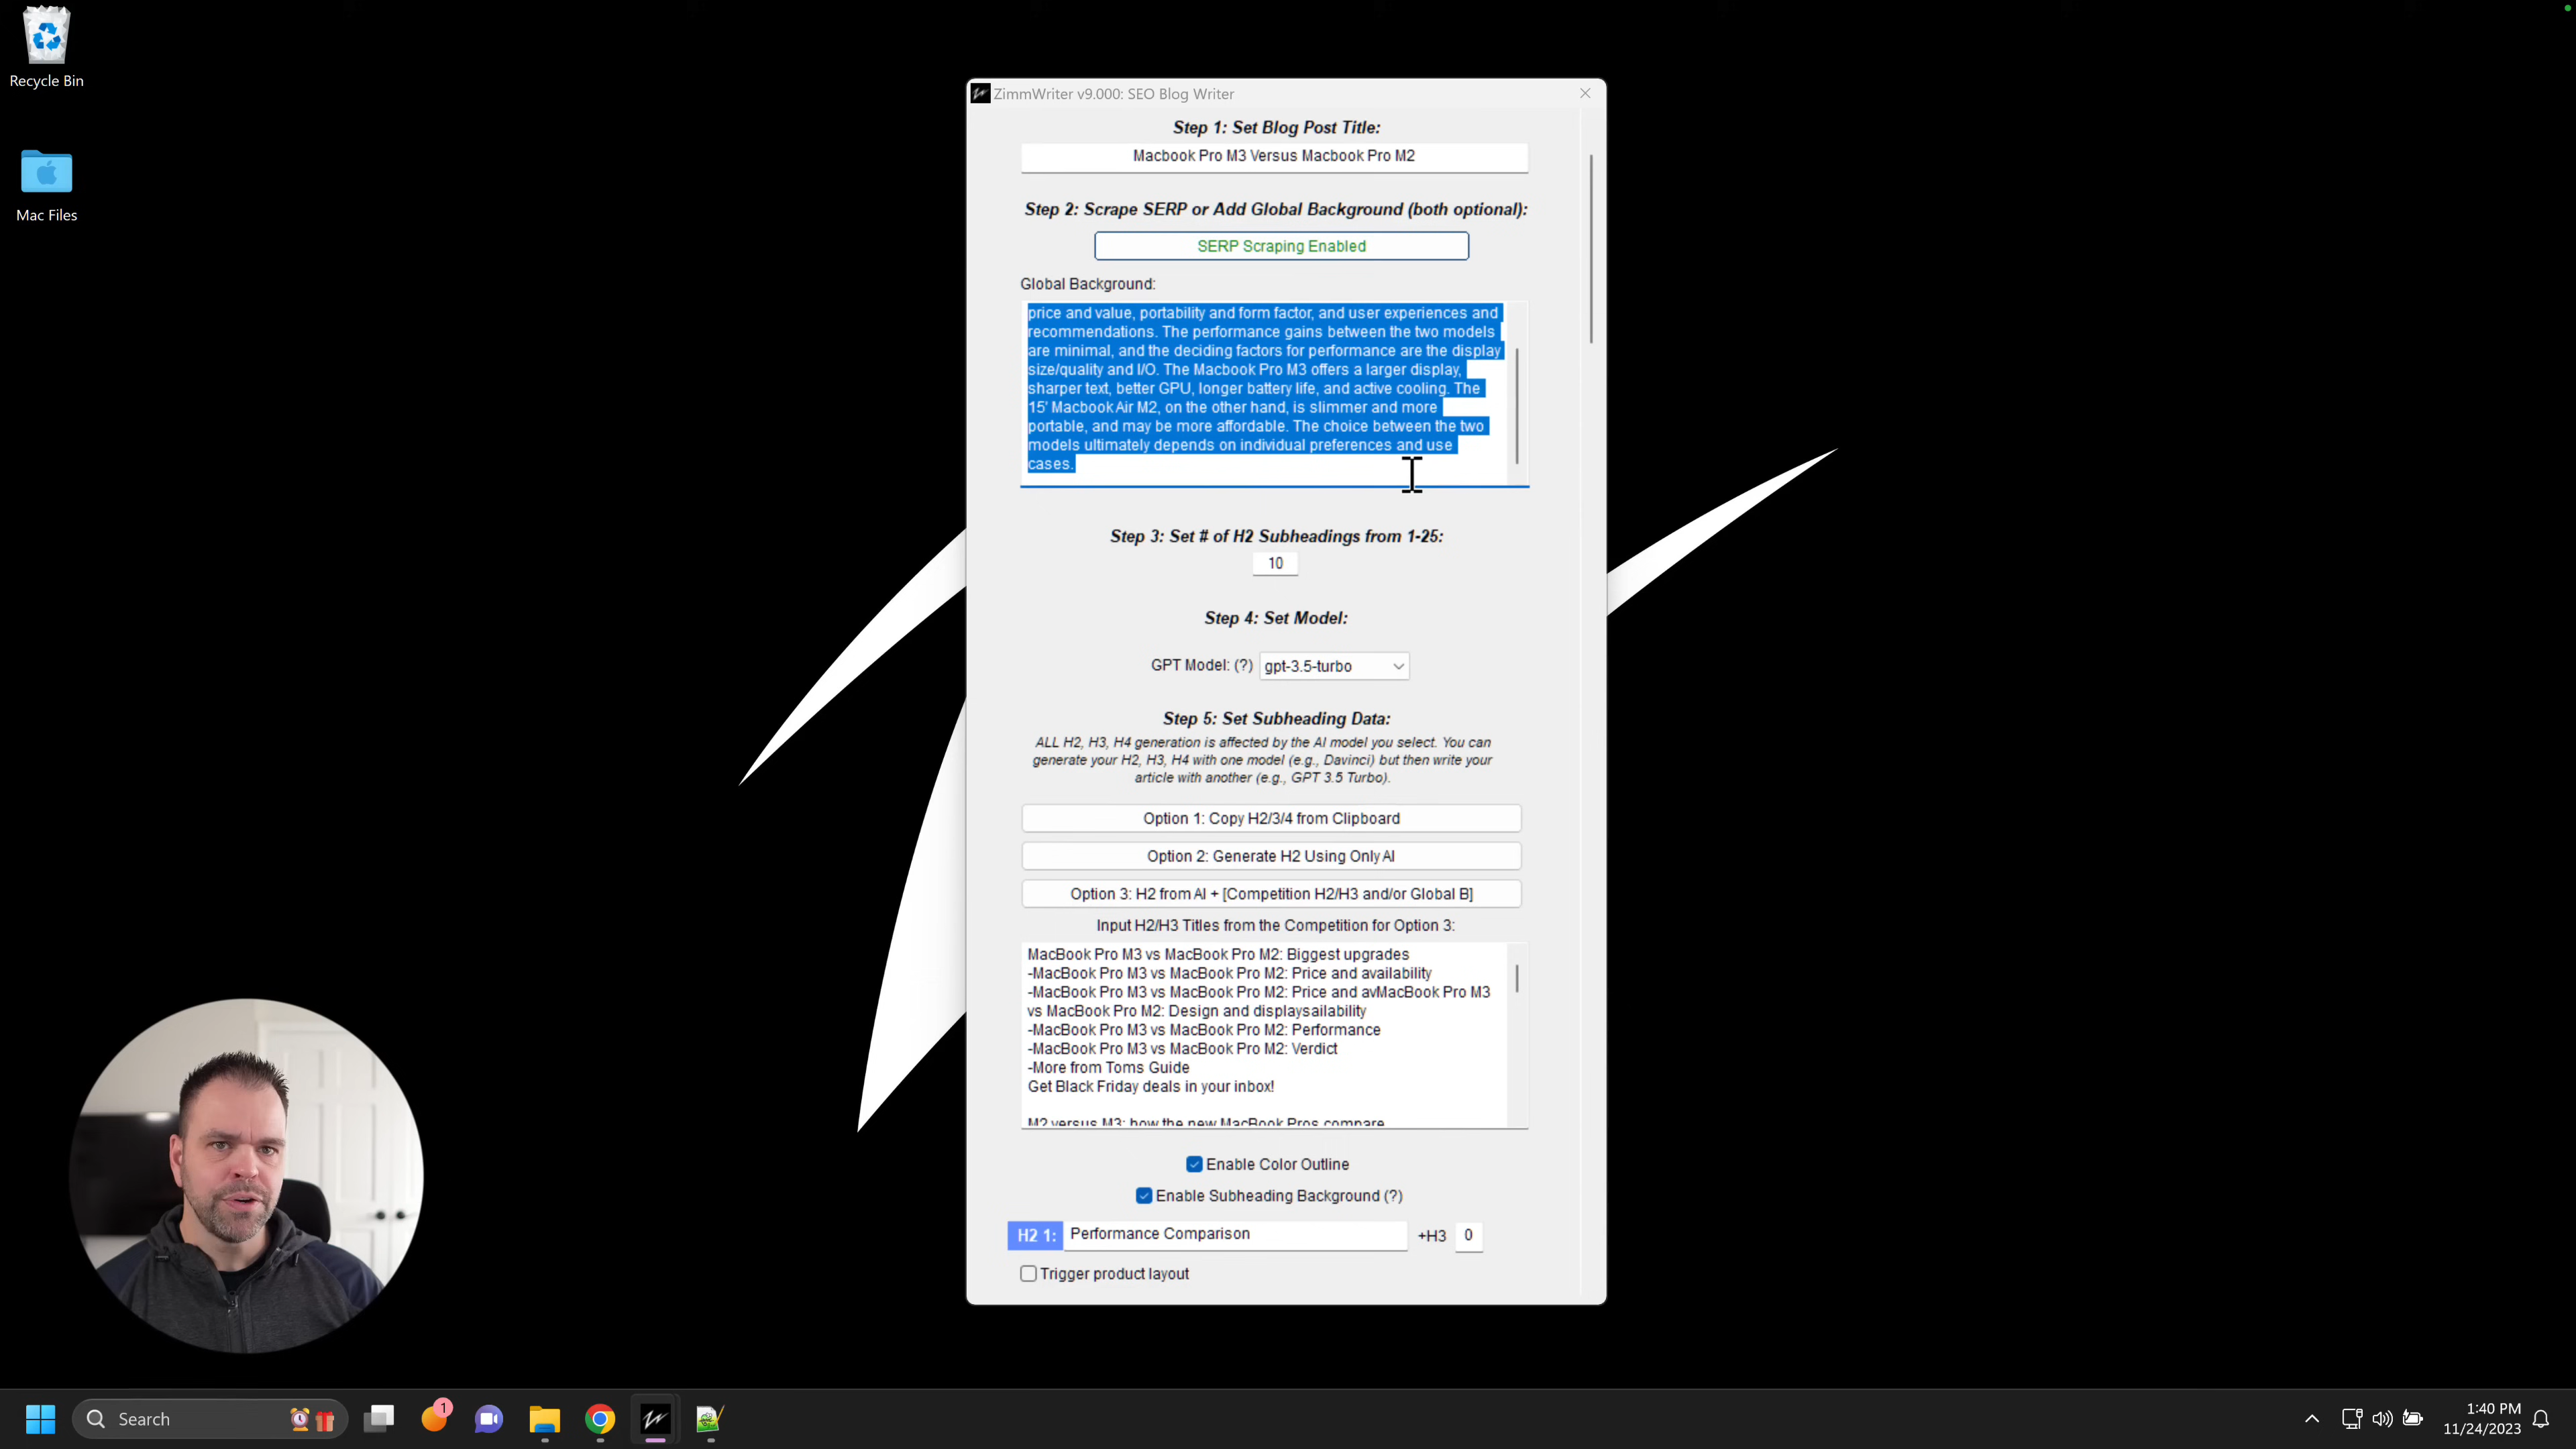 Recycle Bin
Mac Files
ZimmWriter v9.000: SEO Blog Writer
Step 1: Set Blog Post Title:
Macbook Pro M3 Versus Macbook Pro M2
Step 2: Scrape SERP or Add Global Background (both optional):
SERP Scraping Enabled
Global Background:
price and value, portability and form factor, and user experiences and
recommendations. The performance gains between the two models
are minimal, and the deciding factors for performance are the display
size/quality and I/O. The Macbook Pro M3 offers a larger display,
sharper text, better GPU, longer battery life, and active cooling. The
15' Macbook Air M2, on the other hand, is slimmer and more
portable, and may be more affordable. The choice between the two
models ultimately depends on individual preferences and use
cases.
Step 3: Set # of H2 Subheadings from 1-25:
10
Step 4: Set Model:
GPT Model: (?) gpt-3.5-turbo
Step 5: Set Subheading Data:
ALL H2, H3, H4 generation is affected by the AI model you select. You can
generate your H2, H3, H4 with one model (e.g., Davinci) but then write your
article with another (e.g., GPT 3.5 Turbo).
Option 1: Copy H2/3/4 from Clipboard
Option 2: Generate H2 Using Only AI
Option 3: H2 from AI + [Competition H2/H3 and/or Global B]
Input H2/H3 Titles from the Competition for Option 3:
MacBook Pro M3 vs MacBook Pro M2: Biggest upgrades
-MacBook Pro M3 vs MacBook Pro M2: Price and availability
-MacBook Pro M3 vs MacBook Pro M2: Price and avMacBook Pro M3
vs MacBook Pro M2: Design and displaysailability
-MacBook Pro M3 vs MacBook Pro M2: Performance
-MacBook Pro M3 vs MacBook Pro M2: Verdict
-More from Toms Guide
Get Black Friday deals in your inbox!
M2 versus M3: how the new MacBook Pros compare
Enable Color Outline
Enable Subheading Background (?)
H2 1: Performance Comparison +H3 0
Trigger product layout
Search
1
1:40 PM
11/24/2023